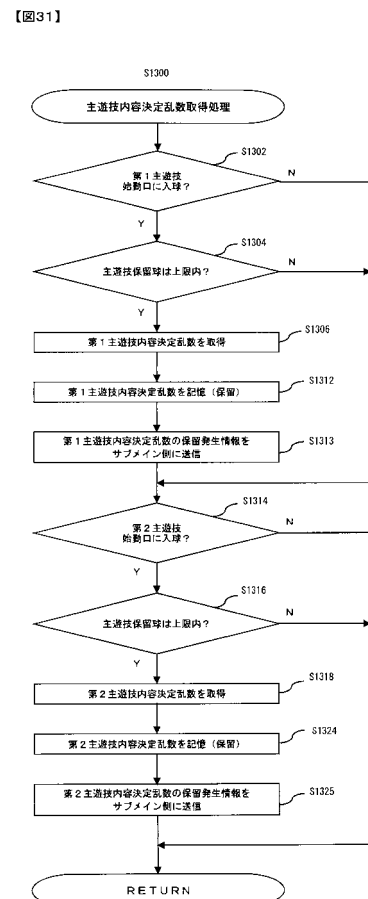 【図31】
S1300
主遊技内容決定乱数取得処理
S1302
第１主遊技
始動口に入球？
N
Y
S1304
主遊技保留球は上限内？
N
Y
S1306
第１主遊技内容決定乱数を取得
S1312
第１主遊技内容決定乱数を記憶（保留）
S1313
第１主遊技内容決定乱数の保留発生情報を
サブメイン側に送信
S1314
第２主遊技
始動口に入球？
N
Y
S1316
主遊技保留球は上限内？
N
Y
S1318
第２主遊技内容決定乱数を取得
S1324
第２主遊技内容決定乱数を記憶（保留）
S1325
第２主遊技内容決定乱数の保留発生情報を
サブメイン側に送信
RETURN